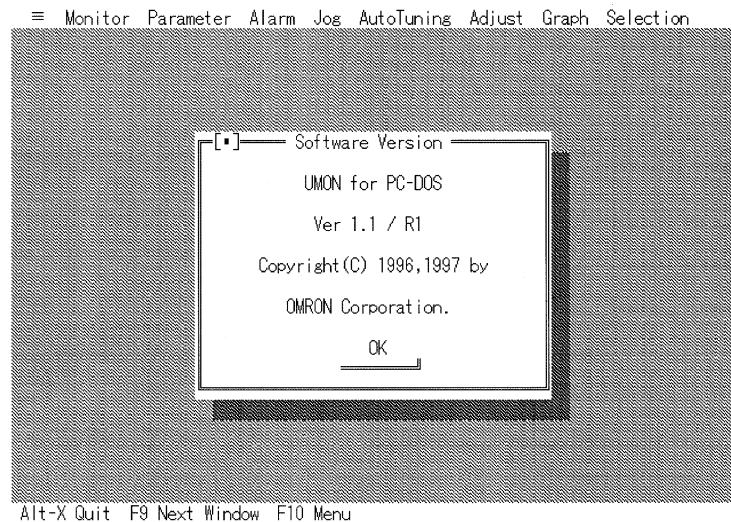 ≡ Monitor Parameter Alarm Jog AutoTuning Adjust Graph Selection
[▪] Software Version
UMON for PC-DOS
Ver 1.1 / R1
Copyright(C) 1996,1997 by
OMRON Corporation.
OK
Alt-X Quit F9 Next Window F10 Menu